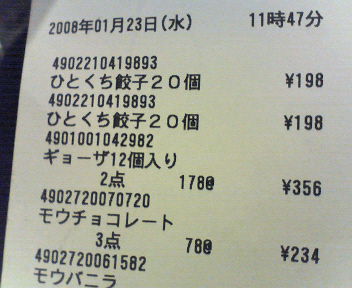 2008年01月23日(水) 11時47分
4902210419893
ひとくち餃子20個 ¥198
4902210419893
ひとくち餃子20個 ¥198
4901001042982
ギョーザ12個入り
2点 178@ ¥356
4902720070720
モウチョコレート
3点 78@ ¥234
4902720061582
モウバニラ